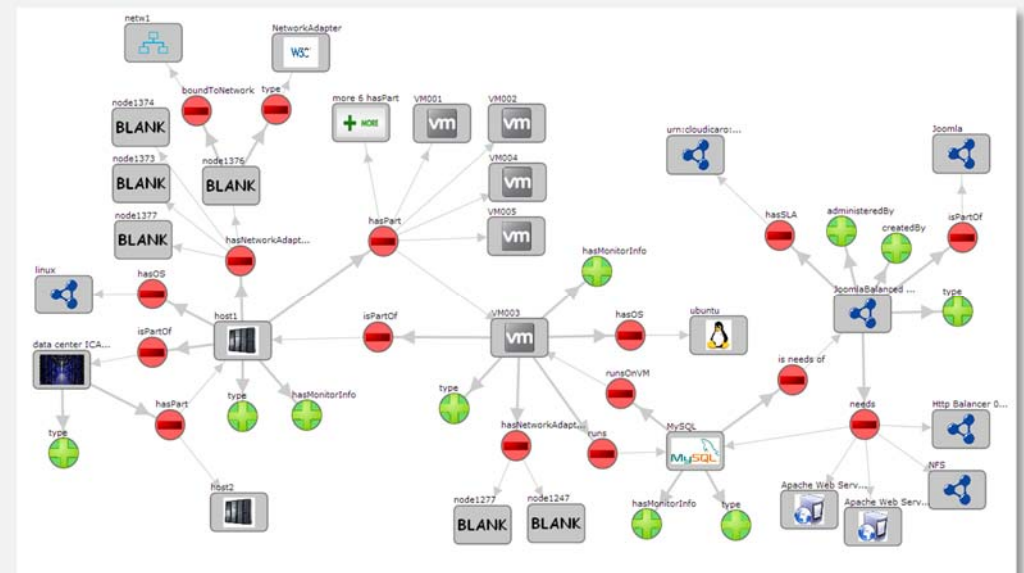 netw1
NetworkAdapter
W3C
boundToNetwork
type
node1374
BLANK
more 6 hasPart
MORE
VM001
vm
VM002
vm
node1373
BLANK
node1376
BLANK
VM004
vm
urn:cloudicaro:...
Joomla
node1377
BLANK
hasNetworkAdapt...
hasPart
VM005
vm
hasSLA
administeredBy
createdBy
isPartOf
linux
hasOS
hasMonitorInfo
JoomlaBalanced ...
type
data center ICA...
isPartOf
host1
isPartOf
VM003
vm
hasOS
ubuntu
is needs of
hasPart
type
hasMonitorInfo
type
runsOnVM
type
hasNetworkAdapt...
runs
MySQL
MySQL
needs
Http Balancer 0...
host2
node1277
BLANK
node1247
BLANK
hasMonitorInfo
type
Apache Web Serv...
Apache Web Serv...
NFS